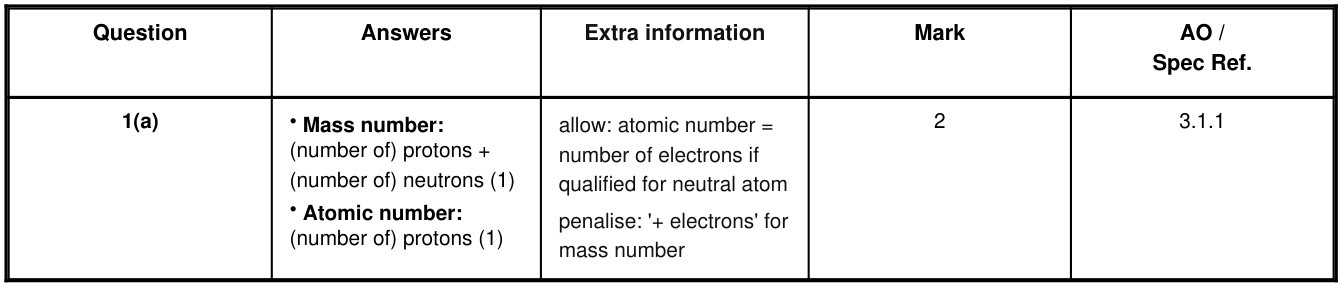 Question
Answers
Extra information
Mark
AO /
Spec Ref.
1(a)
• Mass number:
(number of) protons +
(number of) neutrons (1)
• Atomic number:
(number of) protons (1)
allow: atomic number =
number of electrons if
qualified for neutral atom
penalise: '+ electrons' for
mass number
2
3.1.1